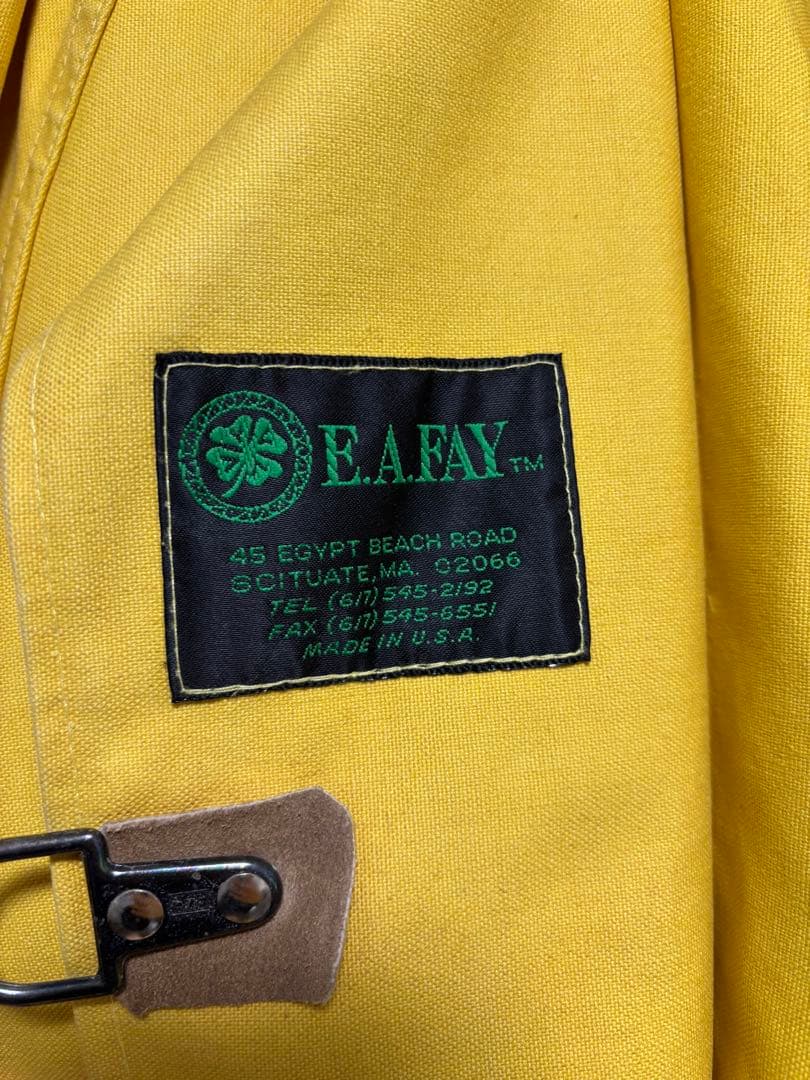 E.A.FAY™
45 EGYPT BEACH ROAD
SCITUATE, MA. 02066
TEL (617) 545-2192
FAX (617) 545-6551
MADE IN U.S.A.